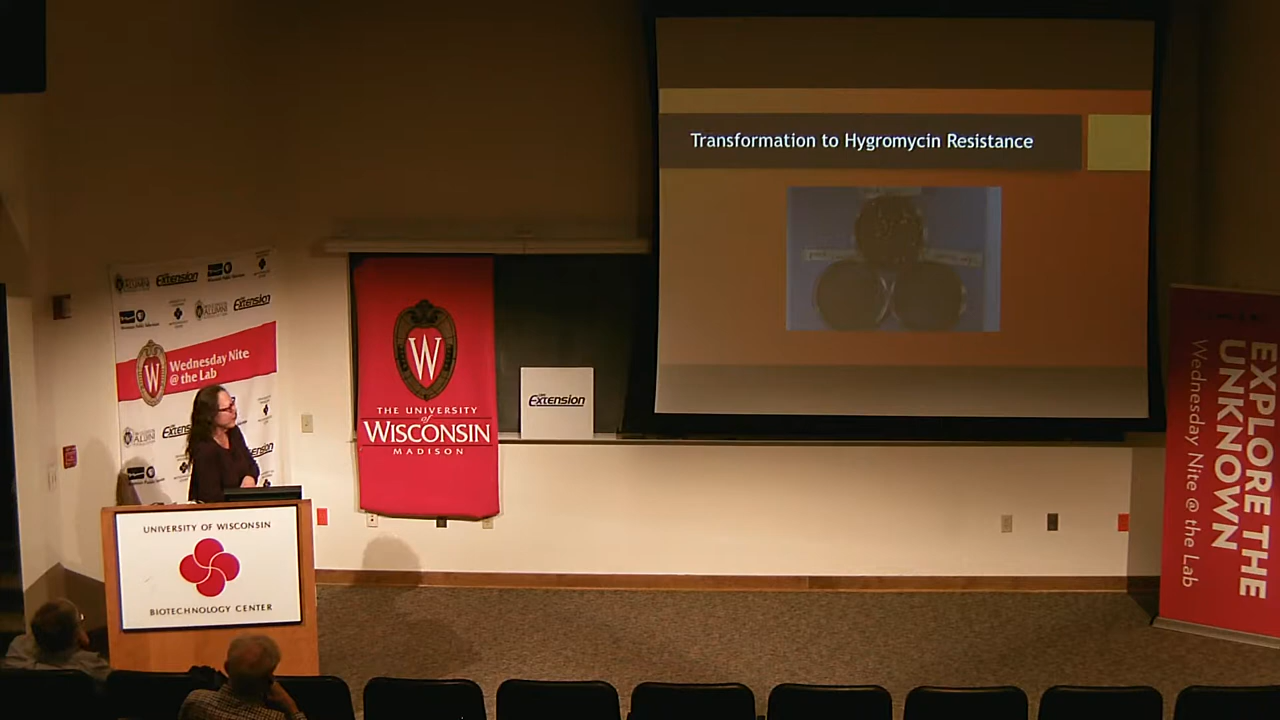 Transformation to Hygromycin Resistance
Extension
Extension
Wednesday Nite
@ the Lab
W
THE UNIVERSITY
of
WISCONSIN
MADISON
Extension
UNIVERSITY OF WISCONSIN
BIOTECHNOLOGY CENTER
EXPLORE THE
UNKNOWN
Wednesday Nite @ the Lab